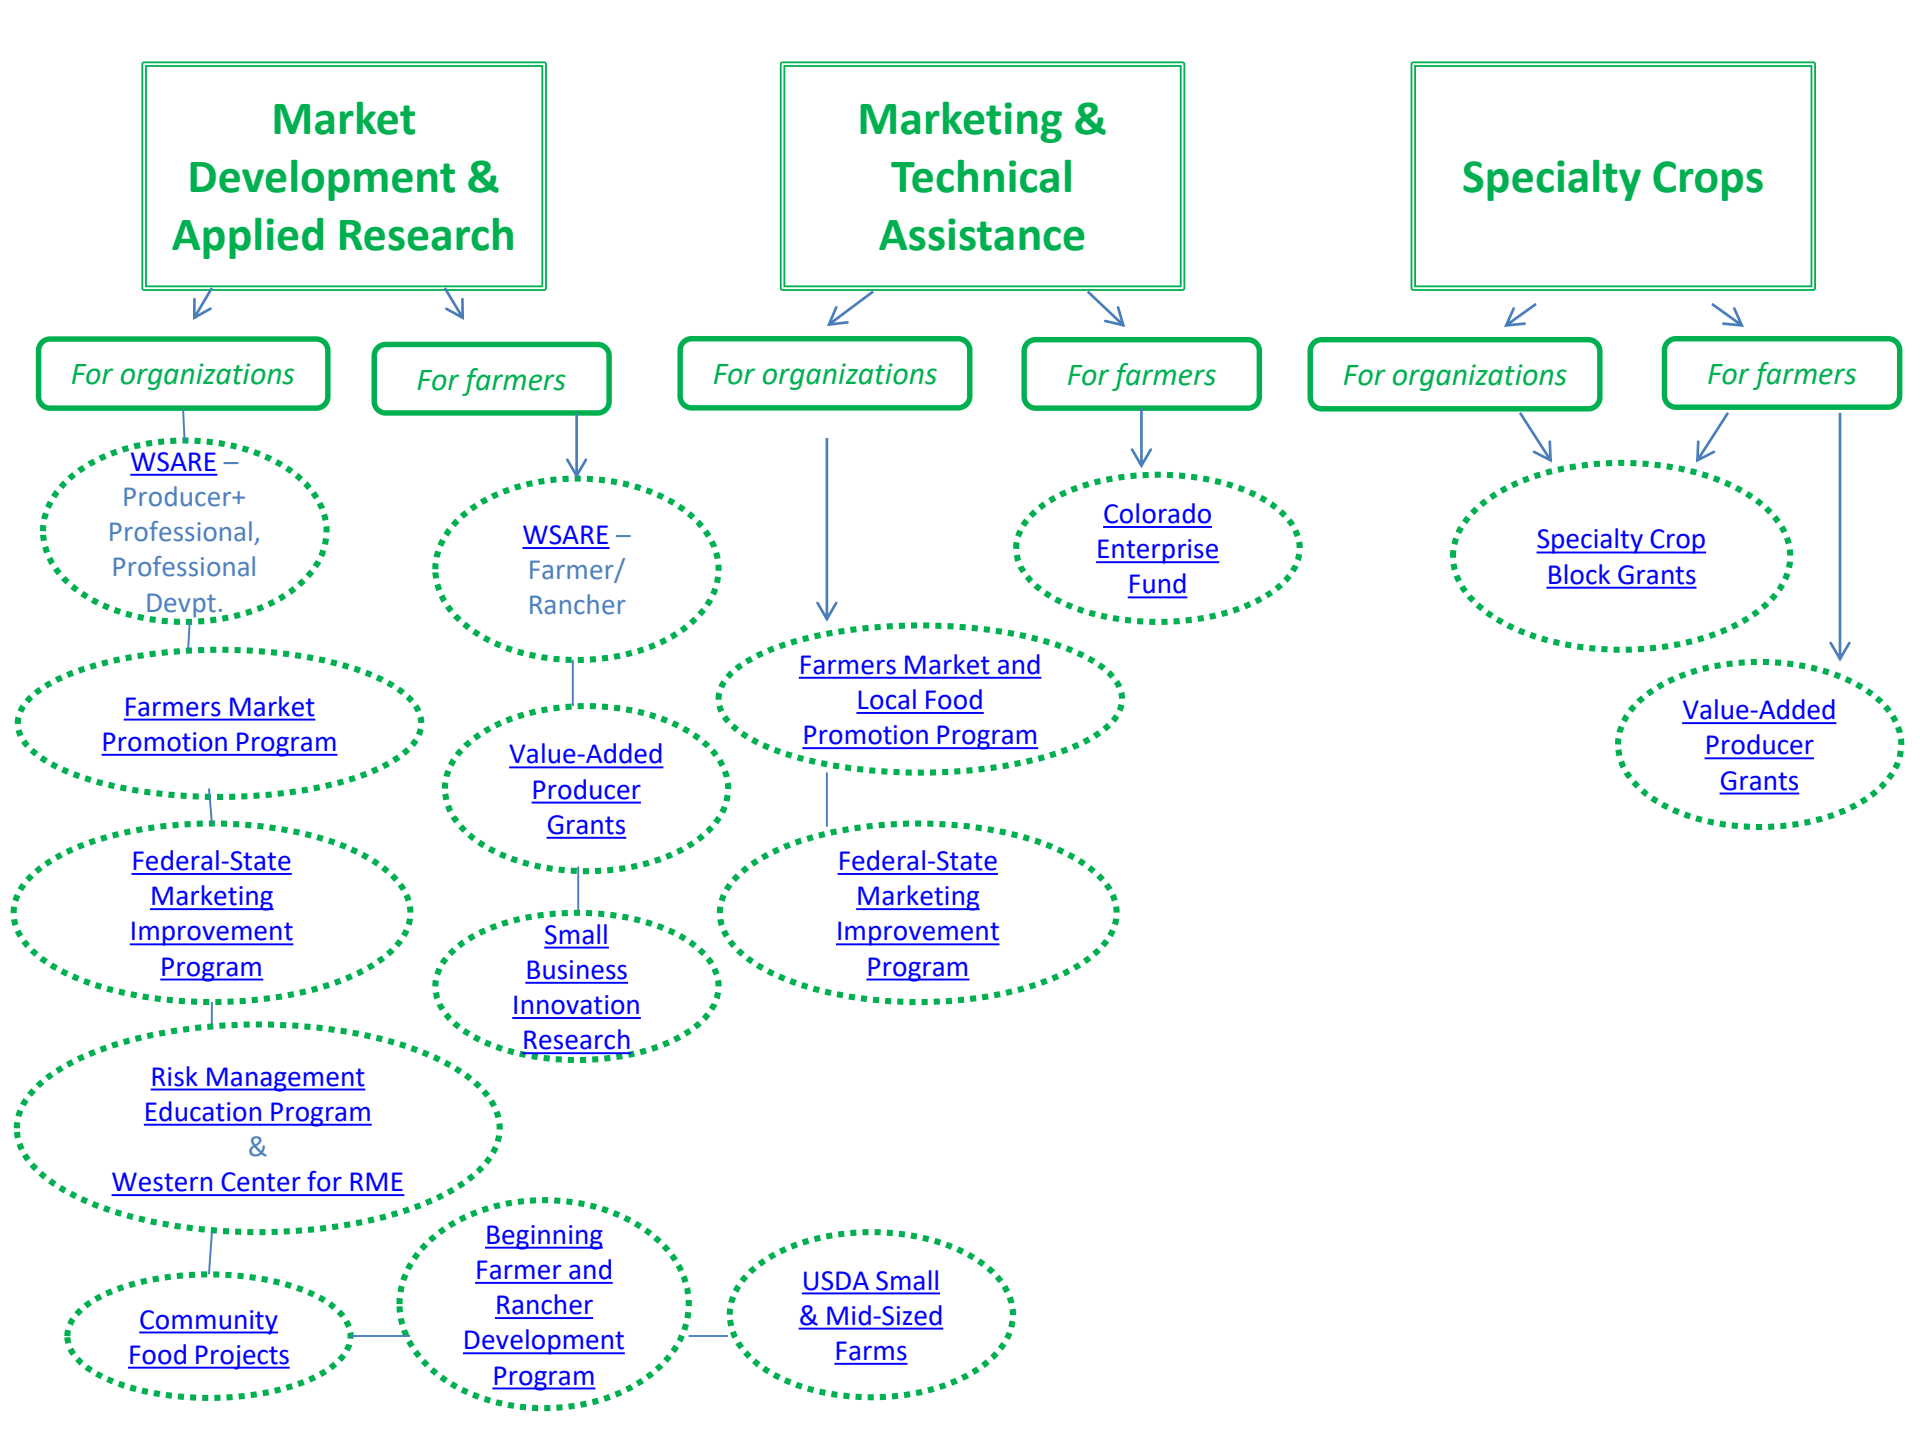 Market
Development &
Applied Research
For organizations
For farmers
WSARE –
Producer+
Professional,
Professional
Devpt.
Farmers Market
Promotion Program
Federal-State
Marketing
Improvement
Program
Risk Management
Education Program
&
Western Center for RME
Community
Food Projects
Beginning
Farmer and
Rancher
Development
Program
USDA Small
& Mid-Sized
Farms
WSARE –
Farmer/
Rancher
Value-Added
Producer
Grants
Small
Business
Innovation
Research
Marketing &
Technical
Assistance
For organizations
For farmers
Farmers Market and
Local Food
Promotion Program
Federal-State
Marketing
Improvement
Program
Colorado
Enterprise
Fund
Specialty Crops
For organizations
For farmers
Specialty Crop
Block Grants
Value-Added
Producer
Grants